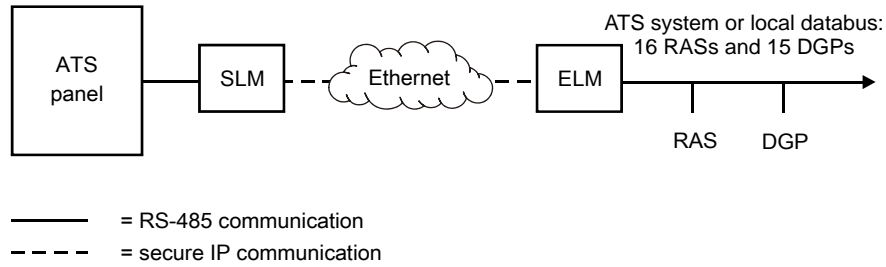 ATS system or local databus:
16 RASs and 15 DGPs
ATS
panel
SLM
Ethernet
ELM
RAS
DGP
= RS-485 communication
= secure IP communication